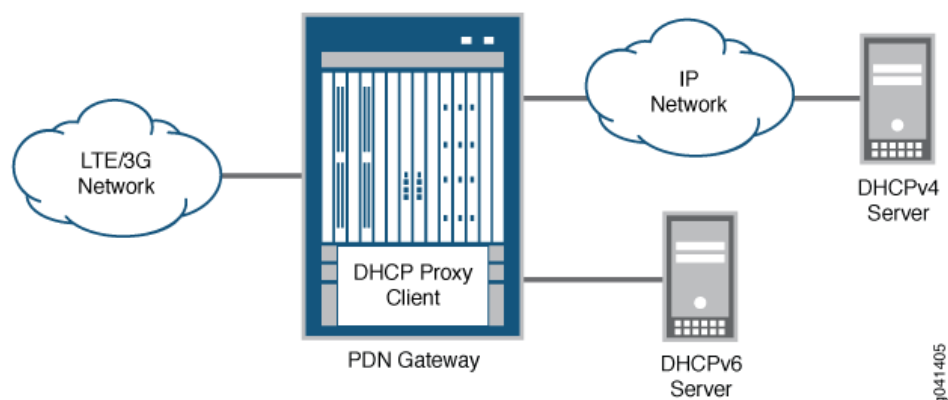 LTE/3G
Network
DHCP Proxy
Client
PDN Gateway
IP
Network
DHCPv4
Server
DHCPv6
Server
g041405